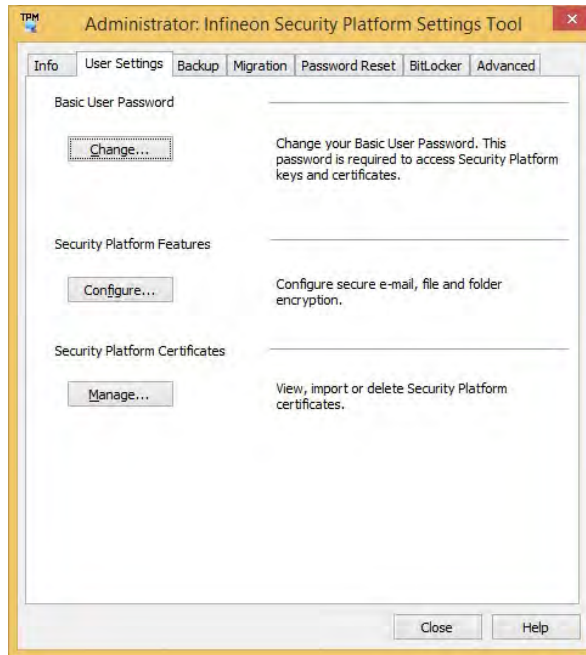 TPM
Administrator: Infineon Security Platform Settings Tool
Info User Settings Backup Migration Password Reset BitLocker Advanced
Basic User Password
Change...
Change your Basic User Password. This
password is required to access Security Platform
keys and certificates.
Security Platform Features
Configure...
Configure secure e-mail, file and folder
encryption.
Security Platform Certificates
Manage...
View, import or delete Security Platform
certificates.
Close Help